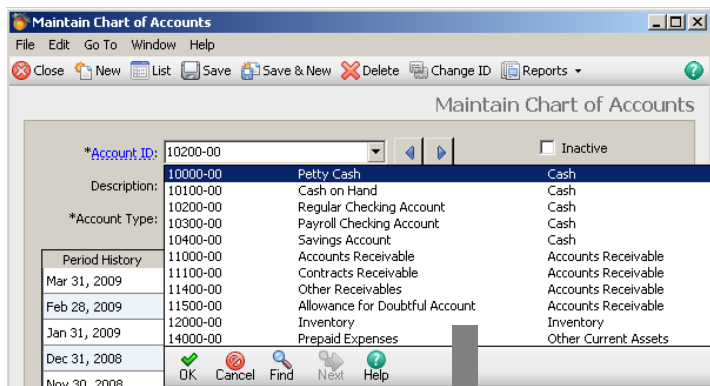 Maintain Chart of Accounts
File Edit Go To Window Help
Close New List Save Save & New Delete Change ID Reports
Maintain Chart of Accounts
*Account ID: 10200-00 Inactive
10000-00 Petty Cash Cash
Description: 10100-00 Cash on Hand Cash
10200-00 Regular Checking Account Cash
*Account Type: 10300-00 Payroll Checking Account Cash
10400-00 Savings Account Cash
Period History 11000-00 Accounts Receivable Accounts Receivable
Mar 31, 2009 11100-00 Contracts Receivable Accounts Receivable
11400-00 Other Receivables Accounts Receivable
Feb 28, 2009 11500-00 Allowance for Doubtful Account Accounts Receivable
12000-00 Inventory Inventory
Jan 31, 2009 14000-00 Prepaid Expenses Other Current Assets
Dec 31, 2008
OK Cancel Find Next Help
Nov 30, 2008